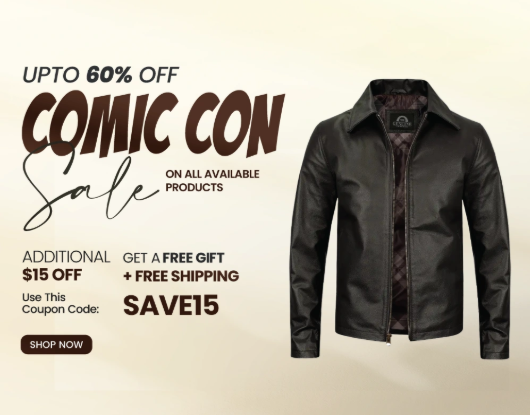 UPTO 60% OFF
COMIC CON
Sale
ON ALL AVAILABLE
PRODUCTS
ADDITIONAL
$15 OFF
GET A FREE GIFT
+ FREE SHIPPING
Use This
Coupon Code:
SAVE15
SHOP NOW